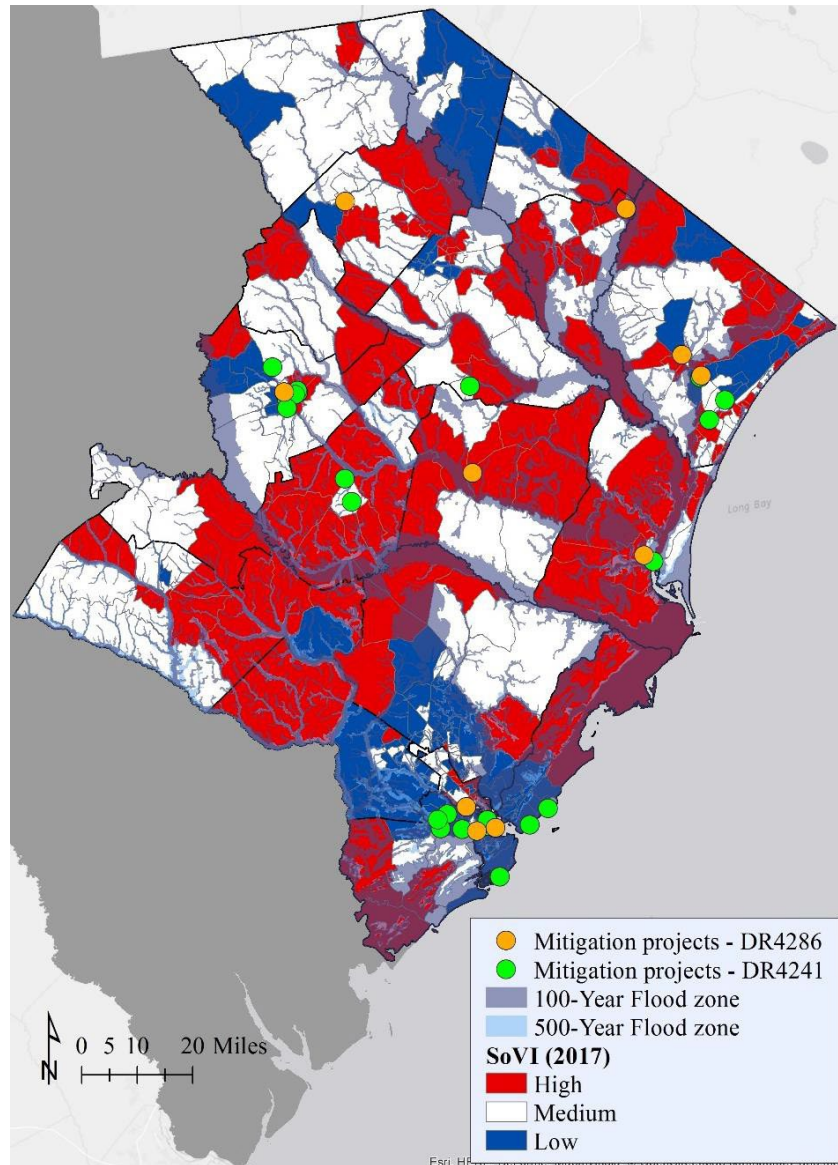 Long Bay
Mitigation projects - DR4286
Mitigation projects - DR4241
100-Year Flood zone
500-Year Flood zone
SoVI (2017)
High
Medium
Low
N
0 5 10 20 Miles